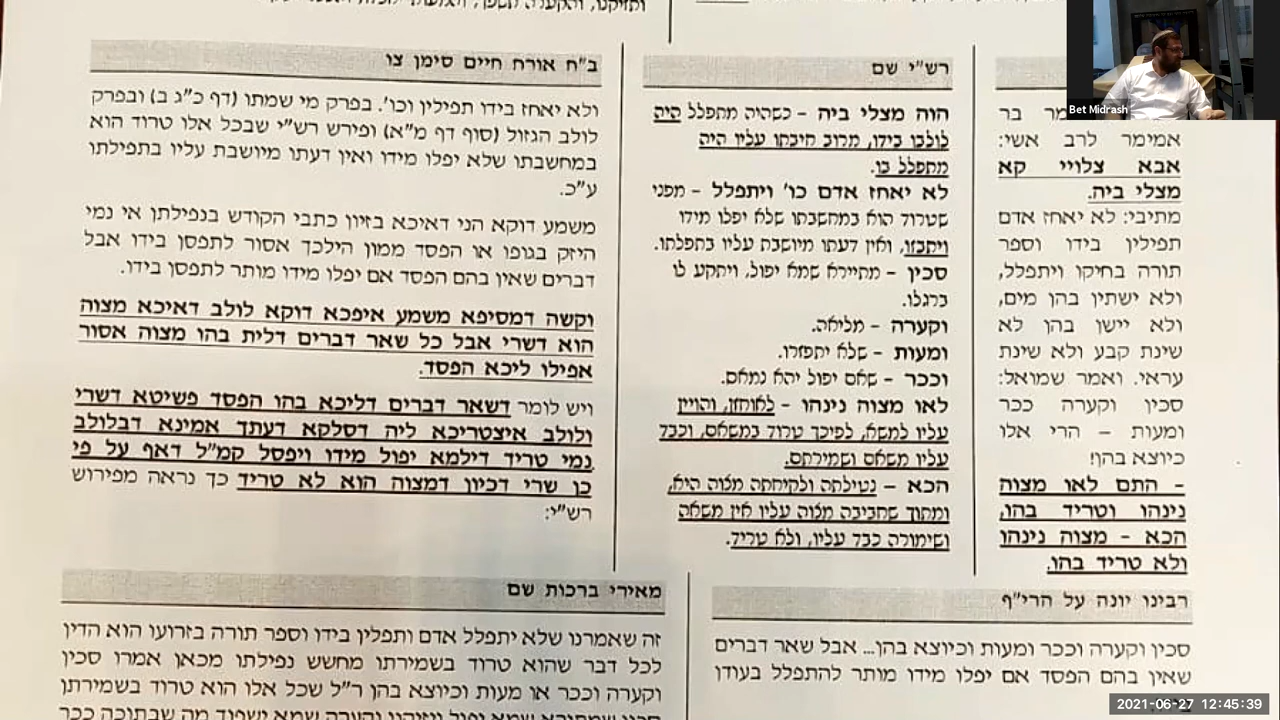 ותזיקנו, והקערה תשפך,
רש"י שם
הוה מצלי ביה – כשהיה מתפלל היה
לולבו בידו, מרוב חיבתו עליו היה
מתפלל בו.
לא יאחז אדם כו' ויתפלל – מפני
שטרוד הוא במחשבתו שלא יפלו מידו
ויתבזו, ואין דעתו מיושבת עליו בתפלתו.
סכין – מתיירא שמא יפול, ויתקע לו
ברגלו.
וקערה – מליאה.
ומעות – שלא יתפזרו.
וככר – שאם יפול יהא נמאס.
לאו מצוה נינהו – לאוחזן, והויין
עליו למשא, לפיכך טרוד במשאם, וכבד
עליו משאם ושמירתם.
הכא – נטילתה ולקיחתה מצוה היא,
ומתוך שחביבה מצוה עליו אין משאה
ושימורה כבד עליו, ולא טריד.
מר בר
אמימר לרב אשי:
אבא צלויי קא
מצלי ביה.
מתיבי: לא יאחז אדם
תפילין בידו וספר
תורה בחיקו ויתפלל,
ולא ישתין בהן מים,
ולא יישן בהן לא
שינת קבע ולא שינת
עראי. ואמר שמואל:
סכין וקערה ככר
ומעות – הרי אלו
כיוצא בהן!
– התם לאו מצוה
נינהו וטריד בהו,
הכא – מצוה נינהו
ולא טריד בהו.
ב"ח אורח חיים סימן צו
ולא יאחז בידו תפילין וכו'. בפרק מי שמתו (דף כ"ג ב) ובפרק
לולב הגזול (סוף דף מ"א) ופירש רש"י שבכל אלו טרוד הוא
במחשבתו שלא יפלו מידו ואין דעתו מיושבת עליו בתפילתו
ע"כ.
משמע דוקא הני דאיכא בזיון כתבי הקודש בנפילתן אי נמי
היזק בגופו או הפסד ממון הילכך אסור לתפסן בידו אבל
דברים שאין בהם הפסד אם יפלו מידו מותר לתפסן בידו.
וקשה דמסיפא משמע איפכא דוקא לולב דאיכא מצוה
הוא דשרי אבל כל שאר דברים דלית בהו מצוה אסור
אפילו ליכא הפסד.
ויש לומר דשאר דברים דליכא בהו הפסד פשיטא דשרי
ולולב איצטריכא ליה דסלקא דעתך אמינא דבלולב
נמי טריד דילמא יפול מידו ויפסל קמ"ל דאף על פי
כן שרי דכיון דמצוה הוא לא טריד כך נראה מפירוש
רש"י:
רבינו יונה על הרי"ף
סכין וקערה וככר ומעות וכיוצא בהן... אבל שאר דברים
שאין בהם הפסד אם יפלו מידו מותר להתפלל בעודן
מאירי ברכות שם
זה שאמרנו שלא יתפלל אדם ותפלין בידו וספר תורה בזרועו הוא הדין
לכל דבר שהוא טרוד בשמירתו מחשש נפילתו מכאן אמרו סכין
וקערה וככר או מעות וכיוצא בהן ר"ל שכל אלו הוא טרוד בשמירתן
Bet Midrash
2021-06-27 12:45:39